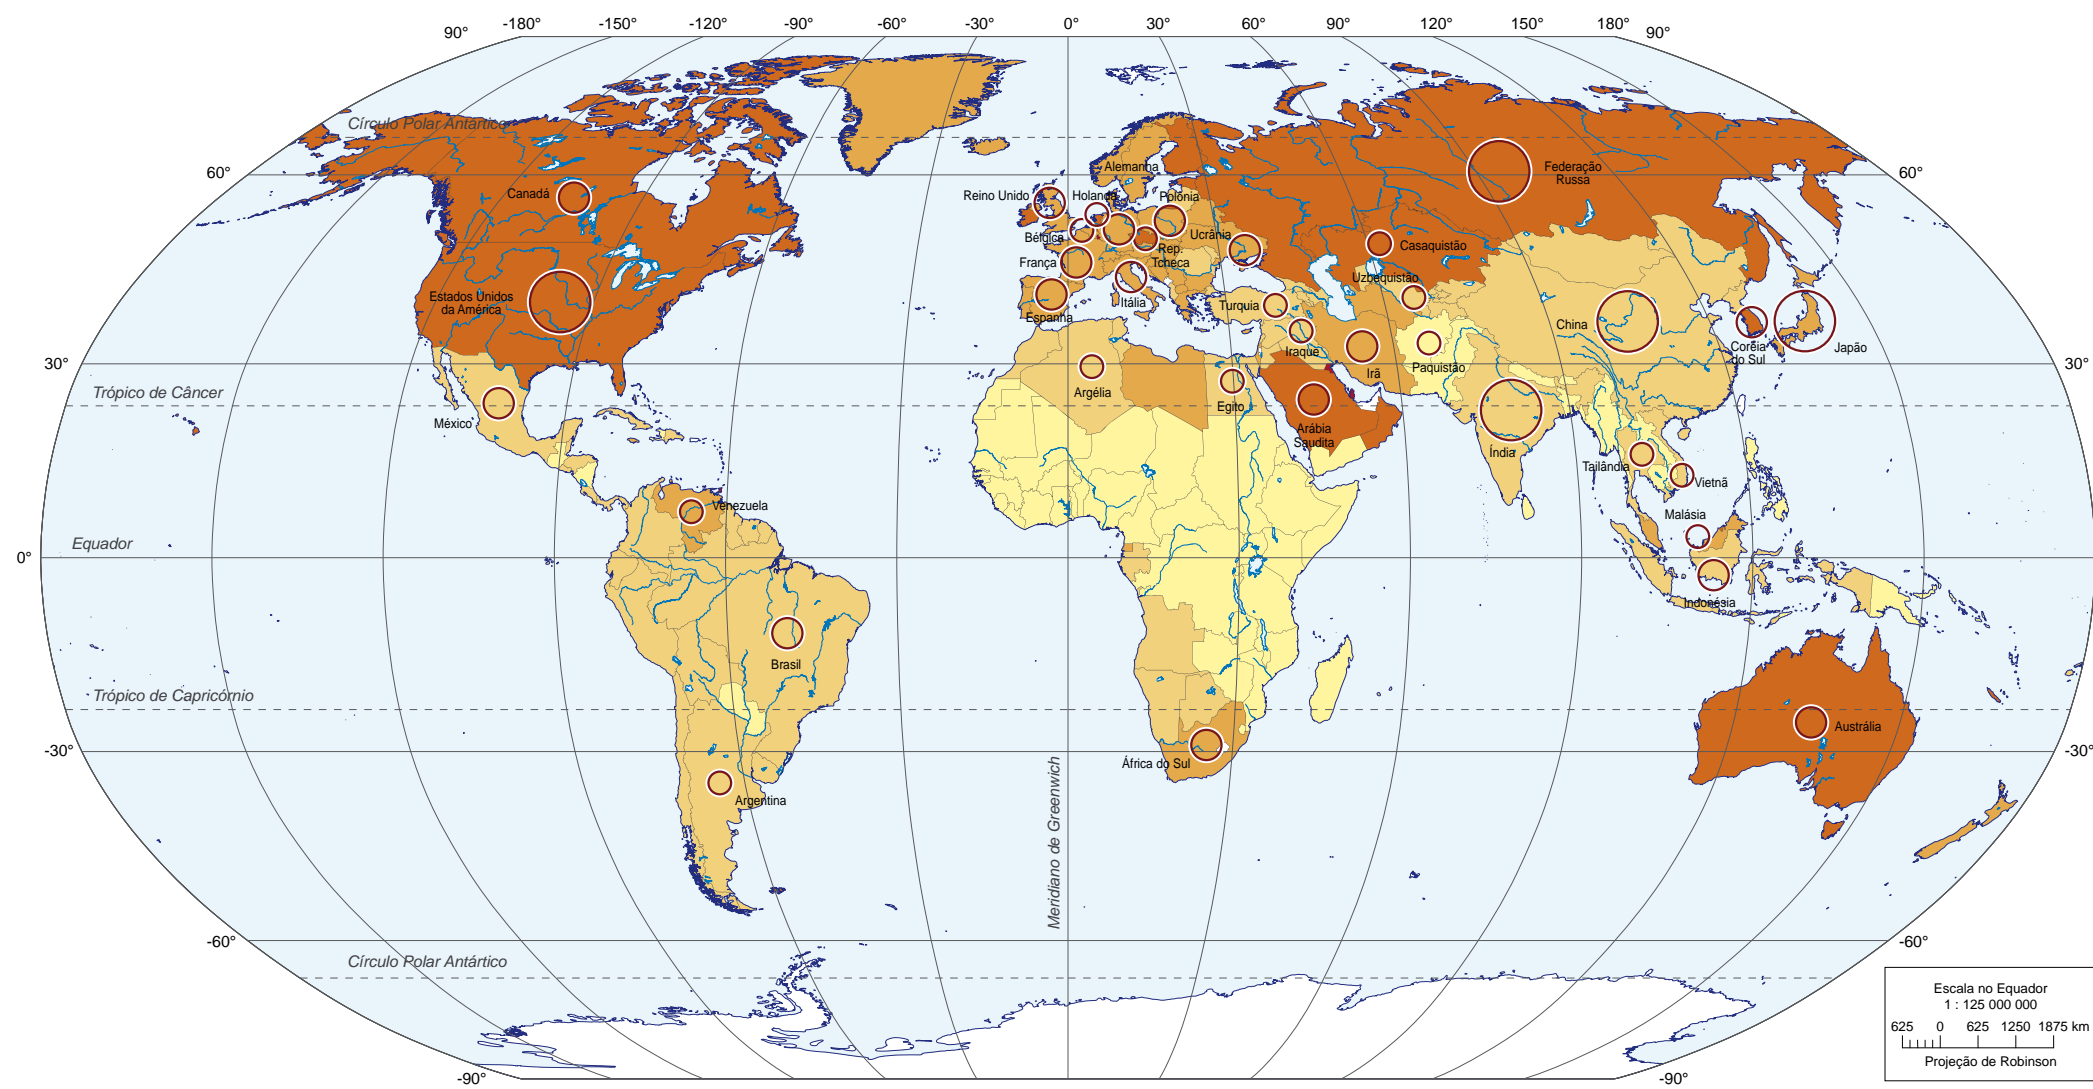 -180°
-150°
-120°
-90°
-60°
-30°
0°
30°
60°
90°
120°
150°
180°
90°
90°
Círculo Polar Antártico
60°
60°
Canadá
Estados Unidos
da América
Reino Unido
Holanda
Alemanha
Polônia
Bélgica
França
Rep.
Tcheca
Ucrânia
Itália
Espanha
Federação
Russa
Casaquistão
Uzbequistão
Turquia
Iraque
Irã
Paquistão
China
Coréia
do Sul
Japão
30°
30°
Trópico de Câncer
México
Argélia
Egito
Arábia
Saudita
Índia
Tailândia
Vietnã
Venezuela
Malásia
Equador
0°
0°
Indonésia
Brasil
Trópico de Capricórnio
Austrália
-30°
-30°
África do Sul
Argentina
Meridiano de Greenwich
-60°
-60°
Círculo Polar Antártico
-90°
-90°
Escala no Equador
1 : 125 000 000
625 0 625 1250 1875 km
Projeção de Robinson